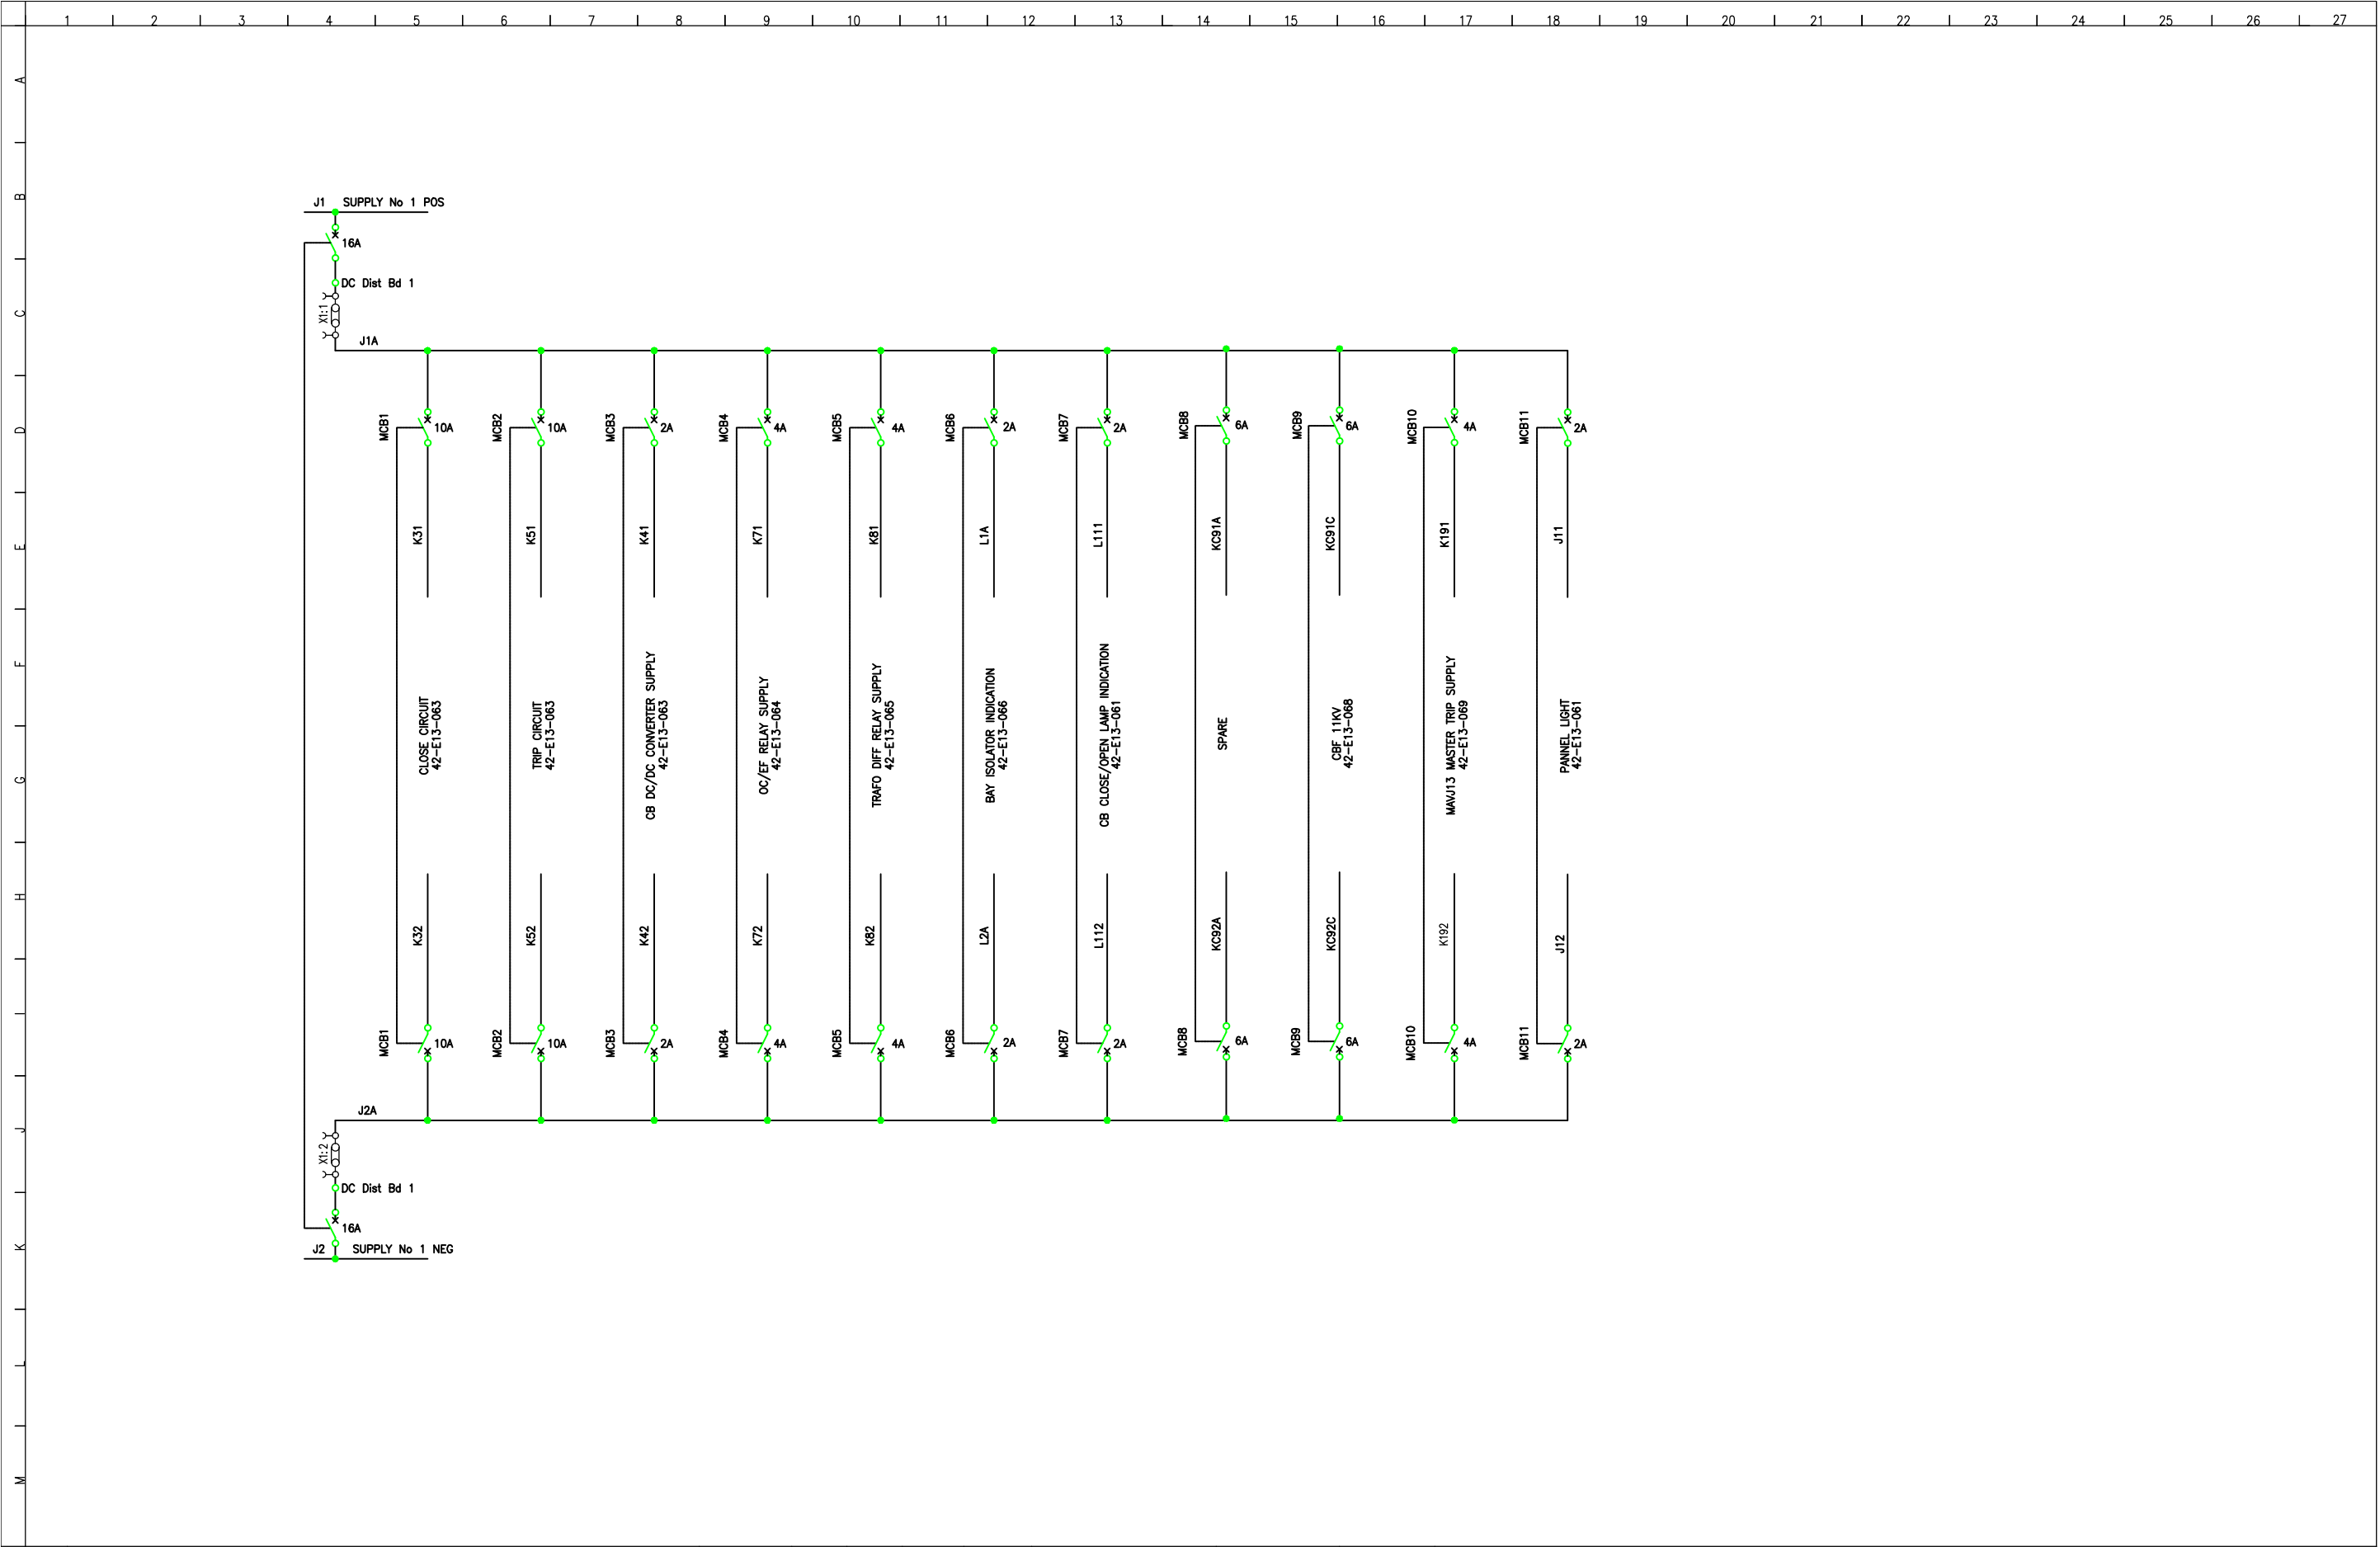 1 2 3 4 5 6 7 8 9 10 11 12 13 14 15 16 17 18 19 20 21 22 23 24 25 26 27
A
B
C
D
E
F
G
H
I
J
K
L
M
J1 SUPPLY No 1 POS
16A
DC Dist Bd 1
X1:1
J1A
MCB1 10A
MCB2 10A
MCB3 2A
MCB4 4A
MCB5 4A
MCB6 2A
MCB7 2A
MCB8 6A
MCB9 6A
MCB10 4A
MCB11 2A
K31
K51
K41
K71
K81
L1A
L111
KC91A
KC91C
K191
J11
CLOSE CIRCUIT
42-E13-063
TRIP CIRCUIT
42-E13-063
CB DC/DC CONVERTER SUPPLY
42-E13-063
OC/EF RELAY SUPPLY
42-E13-064
TRAFO DIFF RELAY SUPPLY
42-E13-065
BAY ISOLATOR INDICATION
42-E13-066
CB CLOSE/OPEN LAMP INDICATION
42-E13-061
SPARE
CBF 11KV
42-E13-068
MAVJ13 MASTER TRIP SUPPLY
42-E13-069
PANNEL LIGHT
42-E13-061
K32
K52
K42
K72
K82
L2A
L112
KC92A
KC92C
K192
J12
MCB1 10A
MCB2 10A
MCB3 2A
MCB4 4A
MCB5 4A
MCB6 2A
MCB7 2A
MCB8 6A
MCB9 6A
MCB10 4A
MCB11 2A
J2A
X1:2
DC Dist Bd 1
16A
J2 SUPPLY No 1 NEG